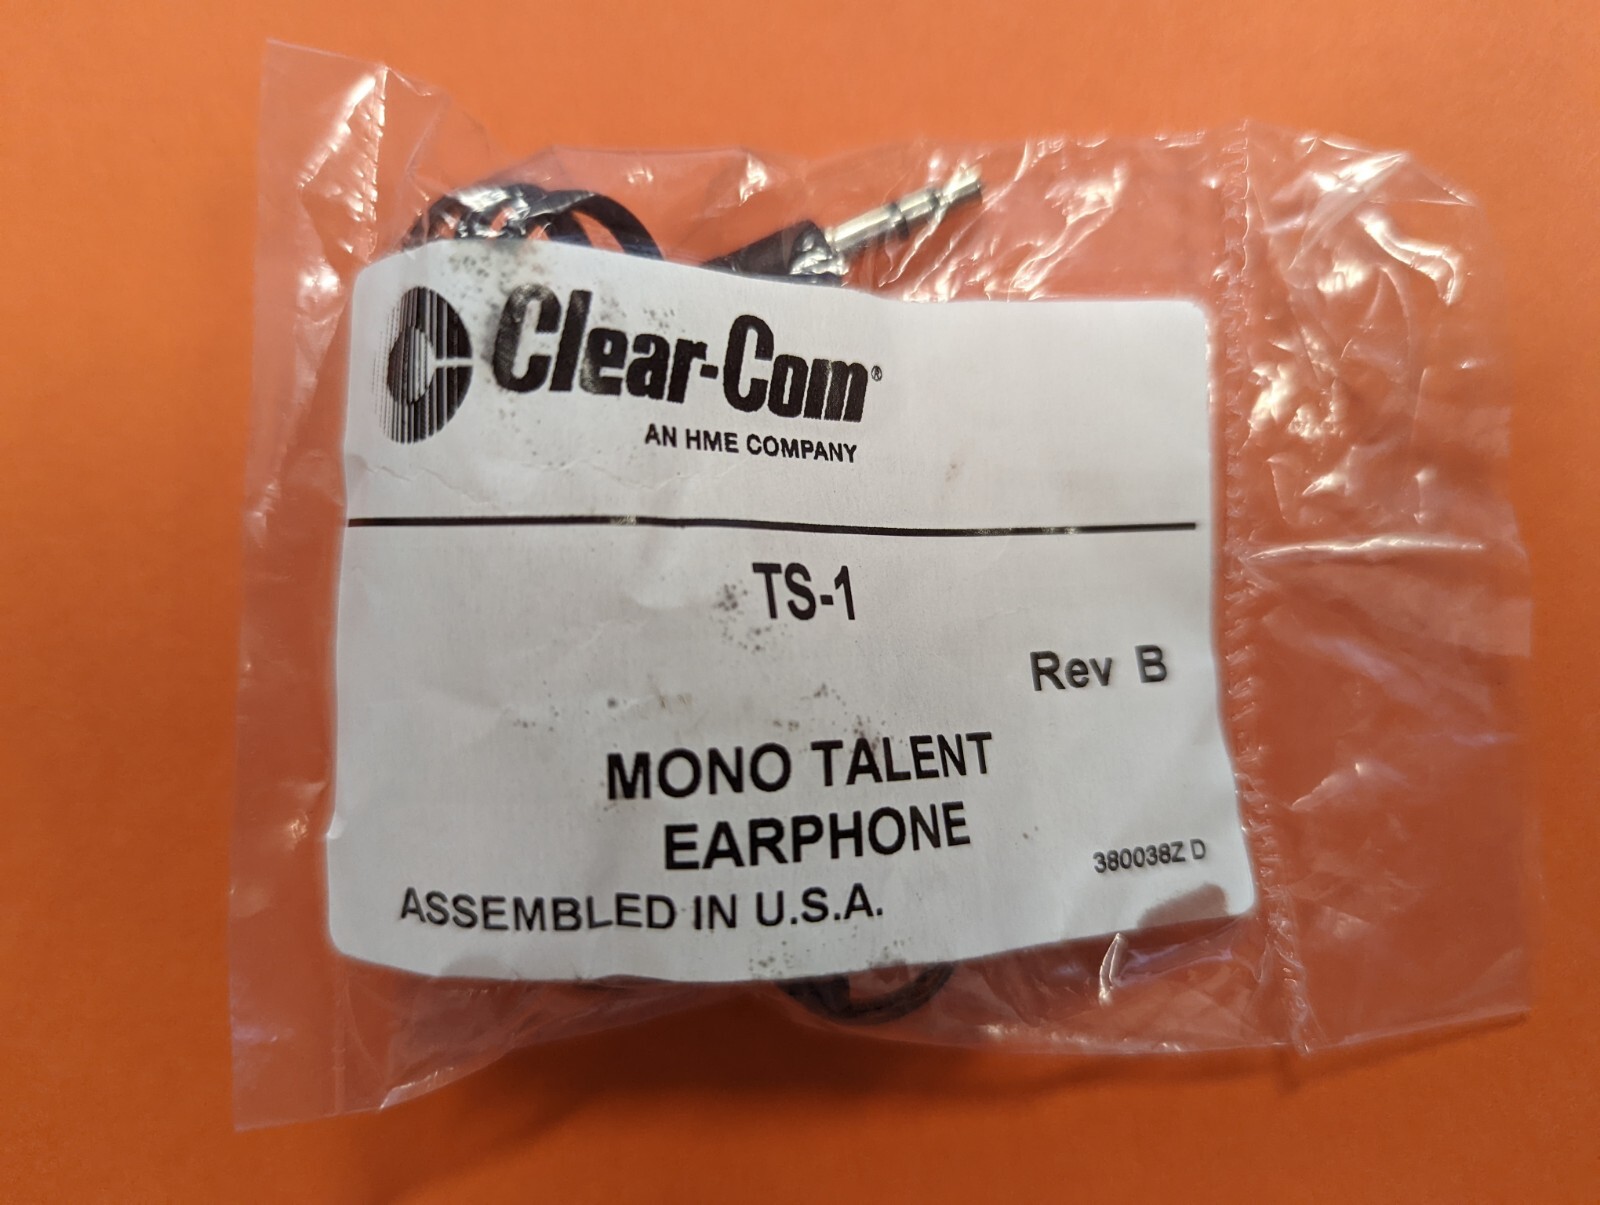 Clear-Com®
AN HME COMPANY
TS-1
Rev B
MONO TALENT
EARPHONE
380038Z D
ASSEMBLED IN U.S.A.